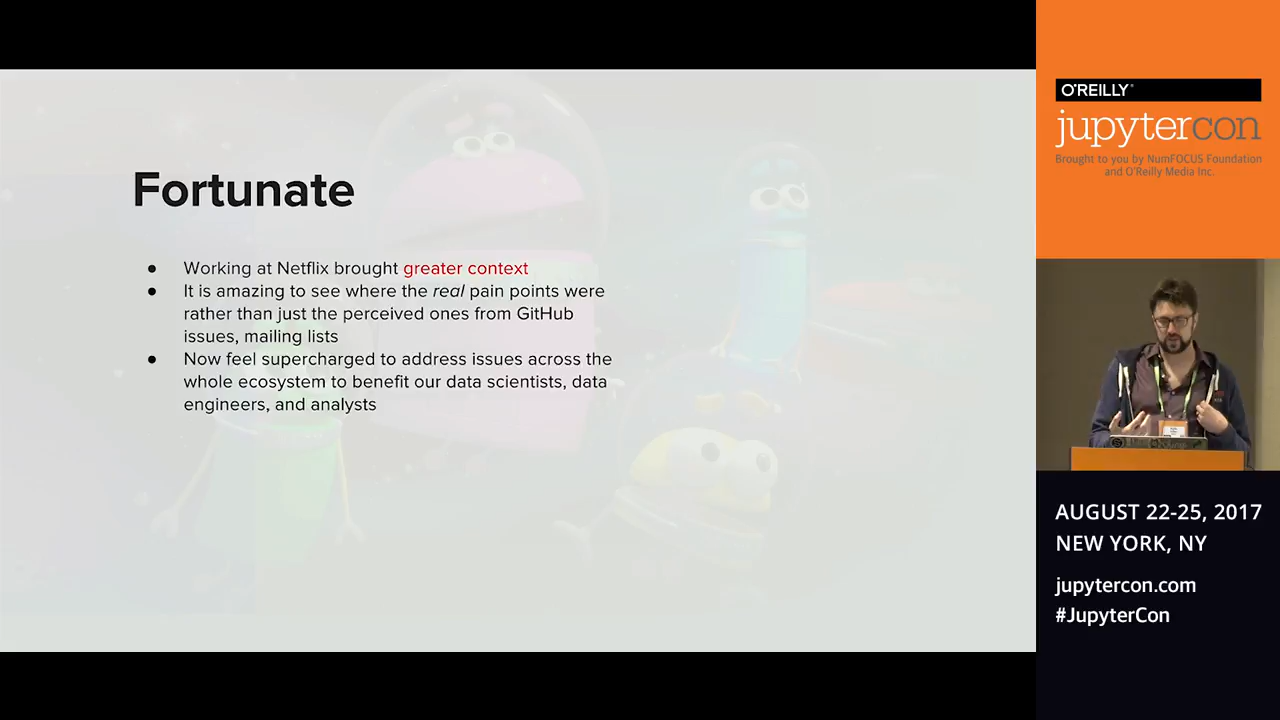 Fortunate
● Working at Netflix brought greater context
● It is amazing to see where the real pain points were
rather than just the perceived ones from GitHub
issues, mailing lists
● Now feel supercharged to address issues across the
whole ecosystem to benefit our data scientists, data
engineers, and analysts
O'REILLY®
jupytercon
Brought to you by NumFOCUS Foundation
and O'Reilly Media Inc.
AUGUST 22-25, 2017
NEW YORK, NY
jupytercon.com
#JupyterCon